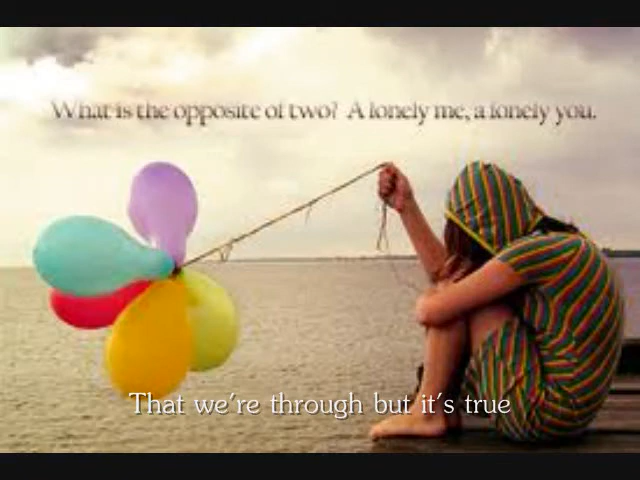 What is the opposite of two? A lonely me, a lonely you.
That we're through but it's true